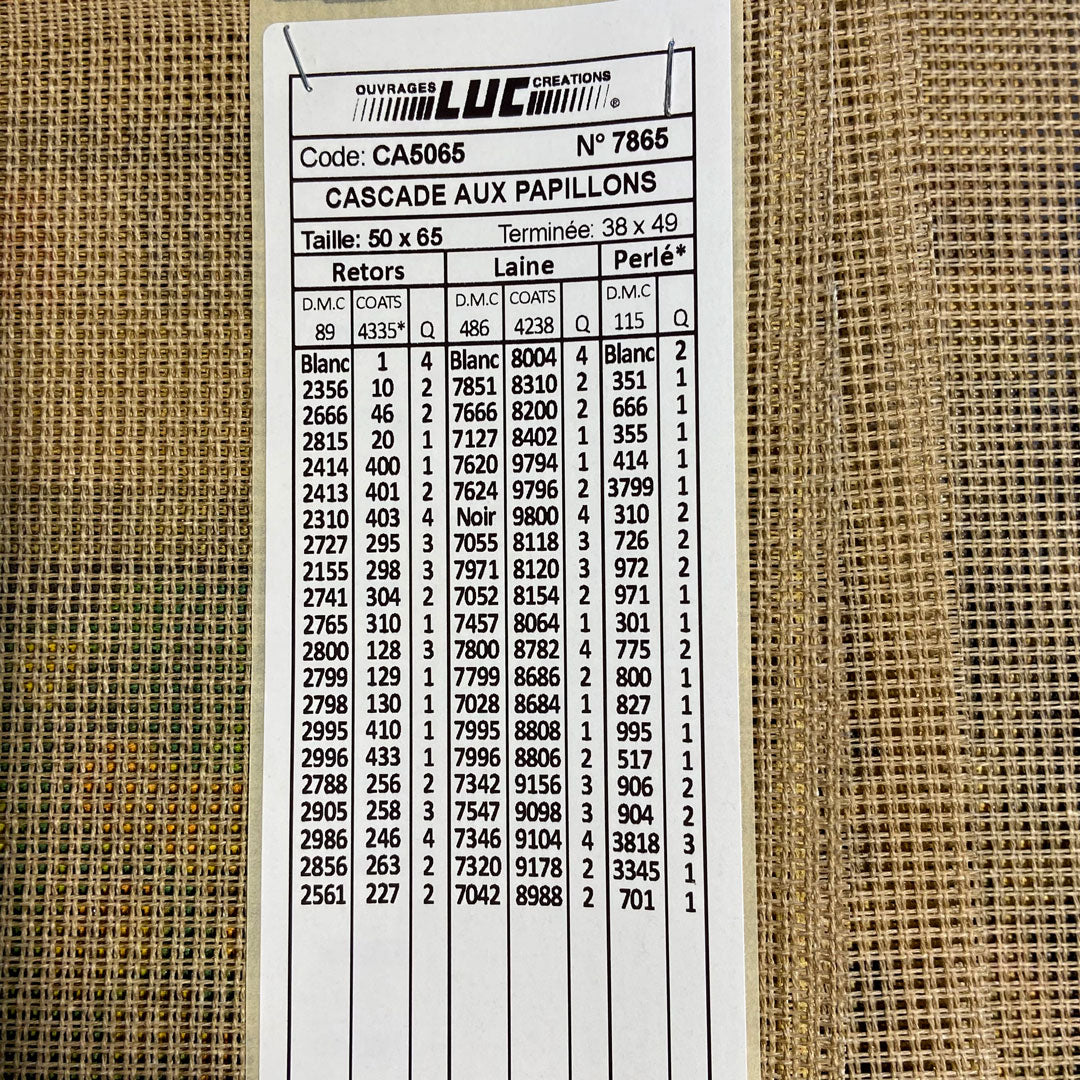 OUVRAGES LUC CREATIONS ®
Code: CA5065 N° 7865
CASCADE AUX PAPILLONS
Taille: 50 x 65 Terminée: 38 x 49
Retors Laine Perlé*
D.M.C COATS D.M.C COATS D.M.C
89 4335* Q 486 4238 Q 115 Q
Blanc 1 4 Blanc 8004 4 Blanc 2
2356 10 2 7851 8310 2 351 1
2666 46 2 7666 8200 2 666 1
2815 20 1 7127 8402 1 355 1
2414 400 1 7620 9794 1 414 1
2413 401 2 7624 9796 2 3799 1
2310 403 4 Noir 9800 4 310 2
2727 295 3 7055 8118 3 726 2
2155 298 3 7971 8120 3 972 2
2741 304 2 7052 8154 2 971 1
2765 310 1 7457 8064 1 301 1
2800 128 3 7800 8782 4 775 2
2799 129 1 7799 8686 2 800 1
2798 130 1 7028 8684 1 827 1
2995 410 1 7995 8808 1 995 1
2996 433 1 7996 8806 2 517 1
2788 256 2 7342 9156 3 906 2
2905 258 3 7547 9098 3 904 2
2986 246 4 7346 9104 4 3818 3
2856 263 2 7320 9178 2 3345 1
2561 227 2 7042 8988 2 701 1